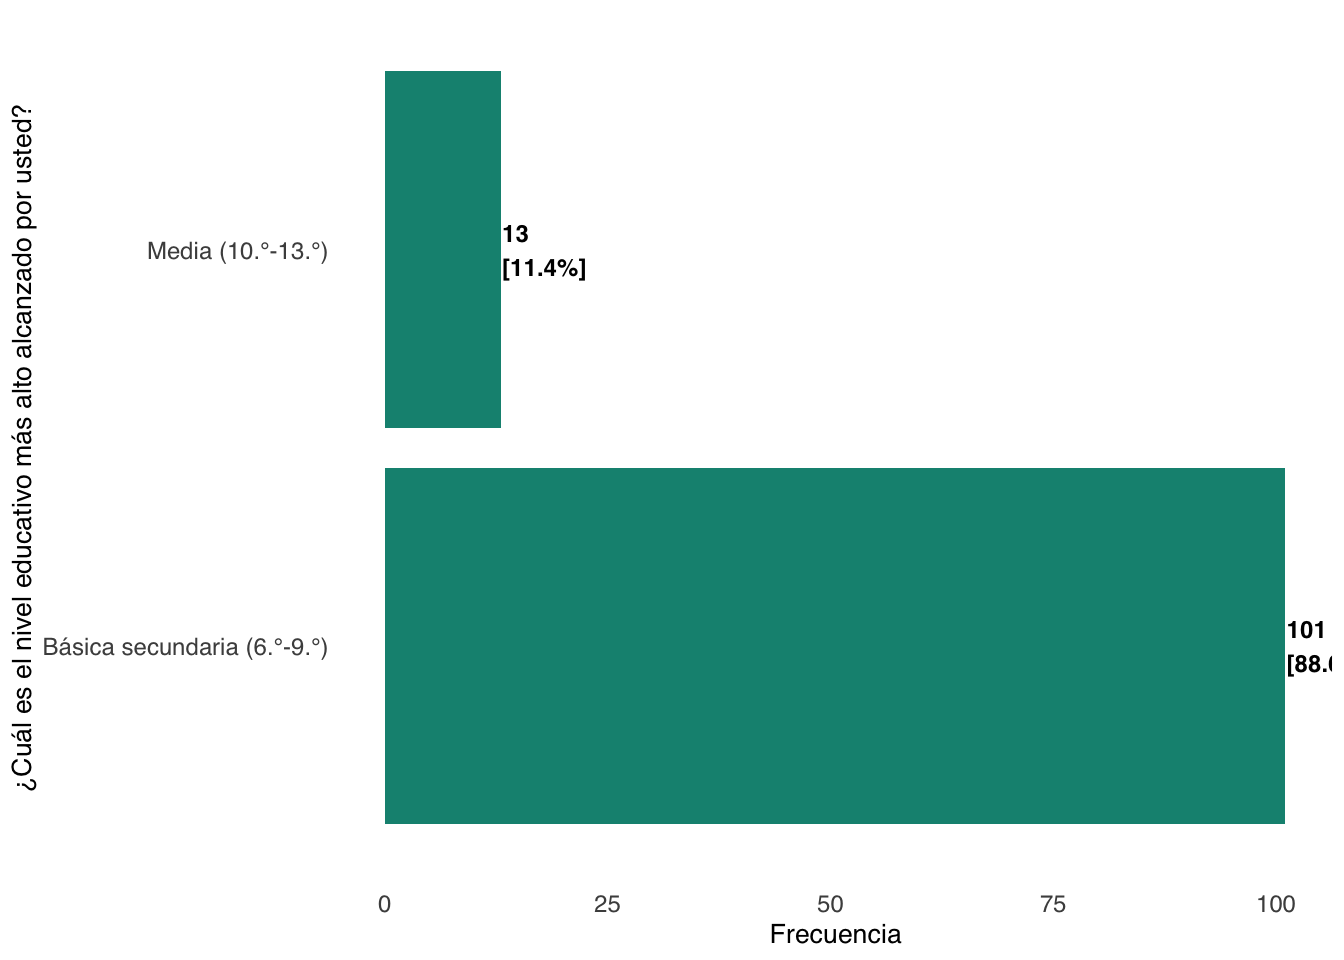 ¿Cuál es el nivel educativo más alto alcanzado por usted?
Media (10.°-13.°)
13
[11.4%]
Básica secundaria (6.°-9.°)
101
0
25
50
75
100
Frecuencia